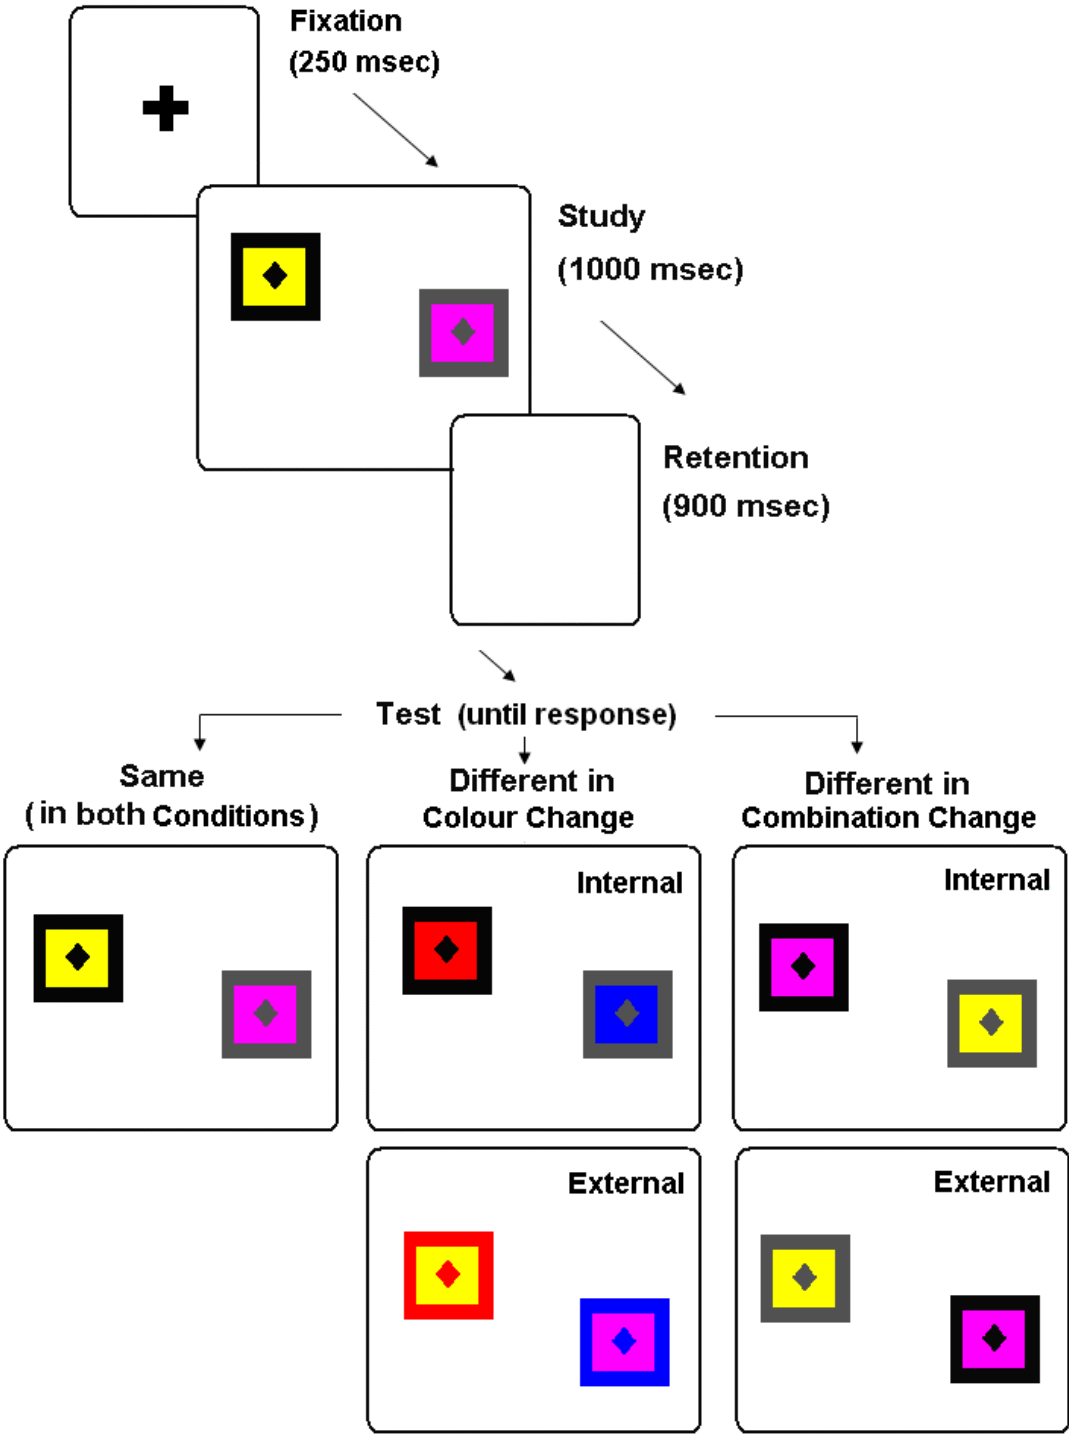 Fixation
(250 msec)
Study
(1000 msec)
Retention
(900 msec)
Test (until response)
Same
(in both Conditions)
Different in
Colour Change
Different in
Combination Change
Internal
Internal
External
External